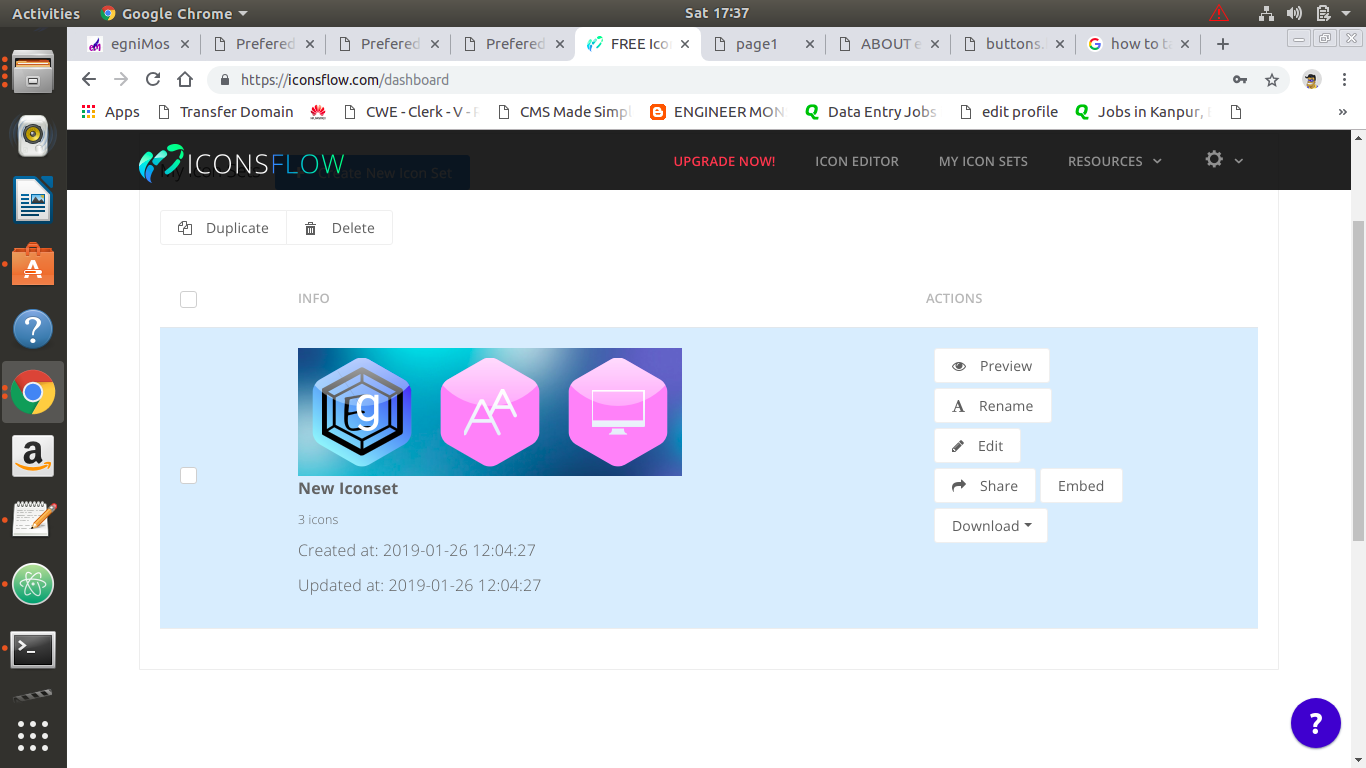 Activities Google Chrome Sat 17:37
egniMos Prefered Prefered Prefered FREE Ico page1 ABOUT e buttons. how to ta
https://iconsflow.com/dashboard
Apps Transfer Domain CWE - Clerk - V - CMS Made Simpl ENGINEER MON Data Entry Jobs edit profile Jobs in Kanpur, »
ICONSFLOW UPGRADE NOW! ICON EDITOR MY ICON SETS RESOURCES
Create New Icon Set
Duplicate Delete
INFO ACTIONS
g
AA
Preview
Rename
Edit
New Iconset
Share Embed
3 icons
Download
Created at: 2019-01-26 12:04:27
Updated at: 2019-01-26 12:04:27
?